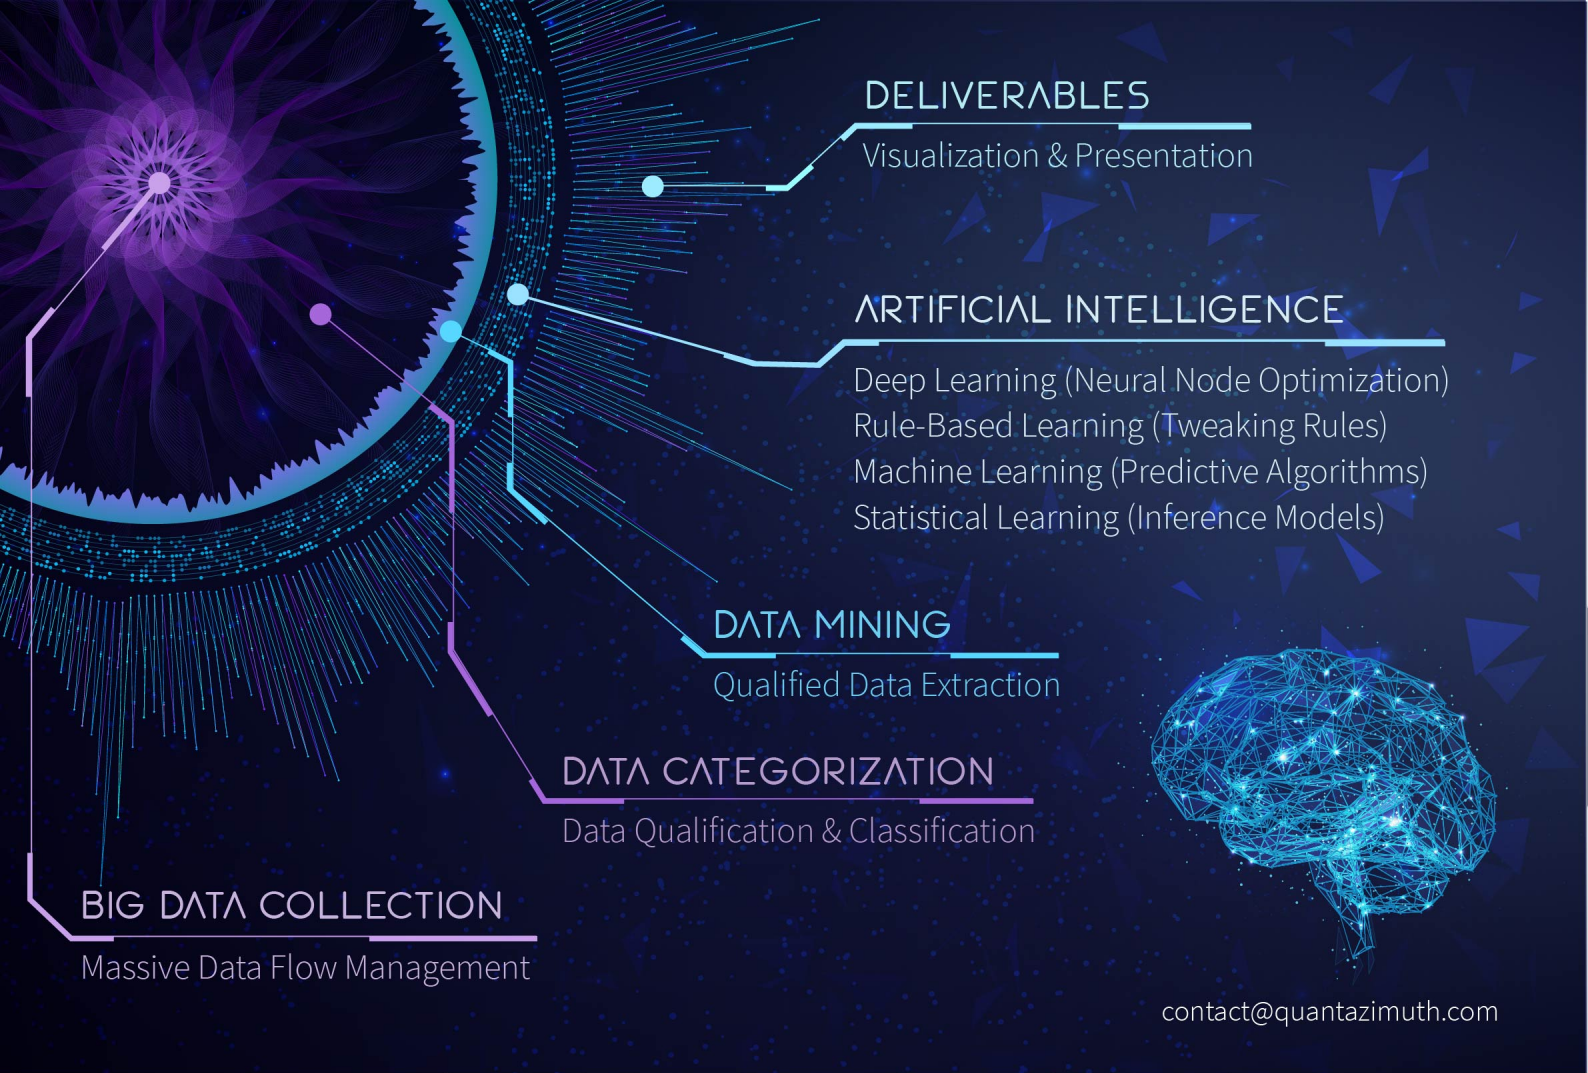 DELIVERABLES
Visualization & Presentation
ARTIFICIAL INTELLIGENCE
Deep Learning (Neural Node Optimization)
Rule-Based Learning (Tweaking Rules)
Machine Learning (Predictive Algorithms)
Statistical Learning (Inference Models)
DATA MINING
Qualified Data Extraction
DATA CATEGORIZATION
Data Qualification & Classification
BIG DATA COLLECTION
Massive Data Flow Management
contact@quantazimuth.com